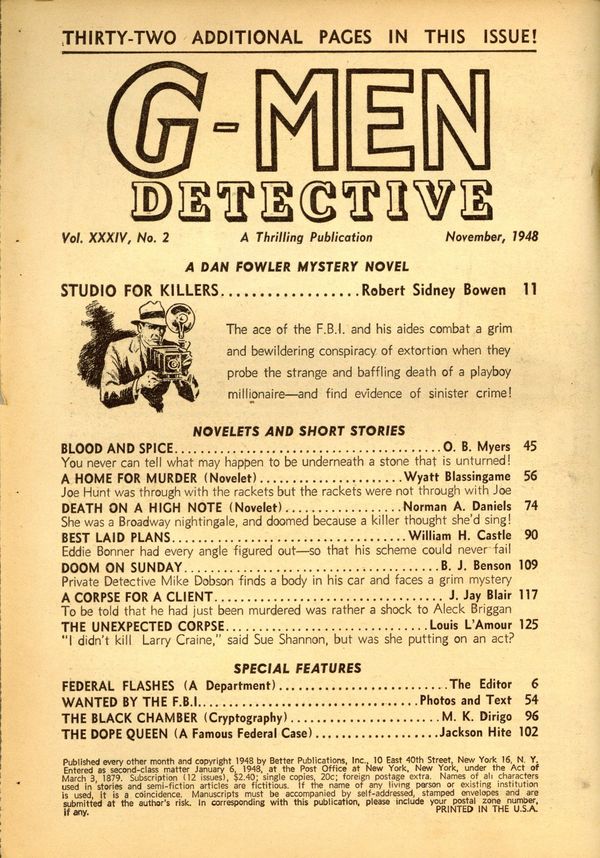 THIRTY-TWO ADDITIONAL PAGES IN THIS ISSUE!
G-MEN
DETECTIVE
Vol. XXXIV, No. 2 A Thrilling Publication November, 1948
A DAN FOWLER MYSTERY NOVEL
STUDIO FOR KILLERS..................Robert Sidney Bowen 11
The ace of the F.B.I. and his aides combat a grim
and bewildering conspiracy of extortion when they
probe the strange and baffling death of a playboy
millionaire—and find evidence of sinister crime!
NOVELETS AND SHORT STORIES
BLOOD AND SPICE..........................................O. B. Myers 45
You never can tell what may happen to be underneath a stone that is unturned!
A HOME FOR MURDER (Novelet)......................Wyatt Blassingame 56
Joe Hunt was through with the rackets but the rackets were not through with Joe
DEATH ON A HIGH NOTE (Novelet)..................Norman A. Daniels 74
She was a Broadway nightingale, and doomed because a killer thought she'd sing!
BEST LAID PLANS....................................William H. Castle 90
Eddie Bonner had every angle figured out—so that his scheme could never fail
DOOM ON SUNDAY.......................................B. J. Benson 109
Private Detective Mike Dobson finds a body in his car and faces a grim mystery
A CORPSE FOR A CLIENT................................J. Jay Blair 117
To be told that he had just been murdered was rather a shock to Aleck Briggan
THE UNEXPECTED CORPSE............................Louis L'Amour 125
"I didn't kill Larry Craine," said Sue Shannon, but was she putting on an act?
SPECIAL FEATURES
FEDERAL FLASHES (A Department)..........................The Editor 6
WANTED BY THE F.B.I..................................Photos and Text 54
THE BLACK CHAMBER (Cryptography).......................M. K. Dirigo 96
THE DOPE QUEEN (A Famous Federal Case)...................Jackson Hite 102
Published every other month and copyright 1948 by Better Publications, Inc., 10 East 40th Street, New York 16, N. Y.
Entered as second-class matter January 6, 1948, at the Post Office at New York, New York, under the Act of
March 3, 1879. Subscription (12 issues), $2.40; single copies, 20c; foreign postage extra. Names of all characters
used in stories and semi-fiction articles are fictitious. If the name of any living person or existing institution
is used, it is a coincidence. Manuscripts must be accompanied by self-addressed, stamped envelopes and are
submitted at the author's risk. In corresponding with this publication, please include your postal zone number,
if any. PRINTED IN THE U.S.A.